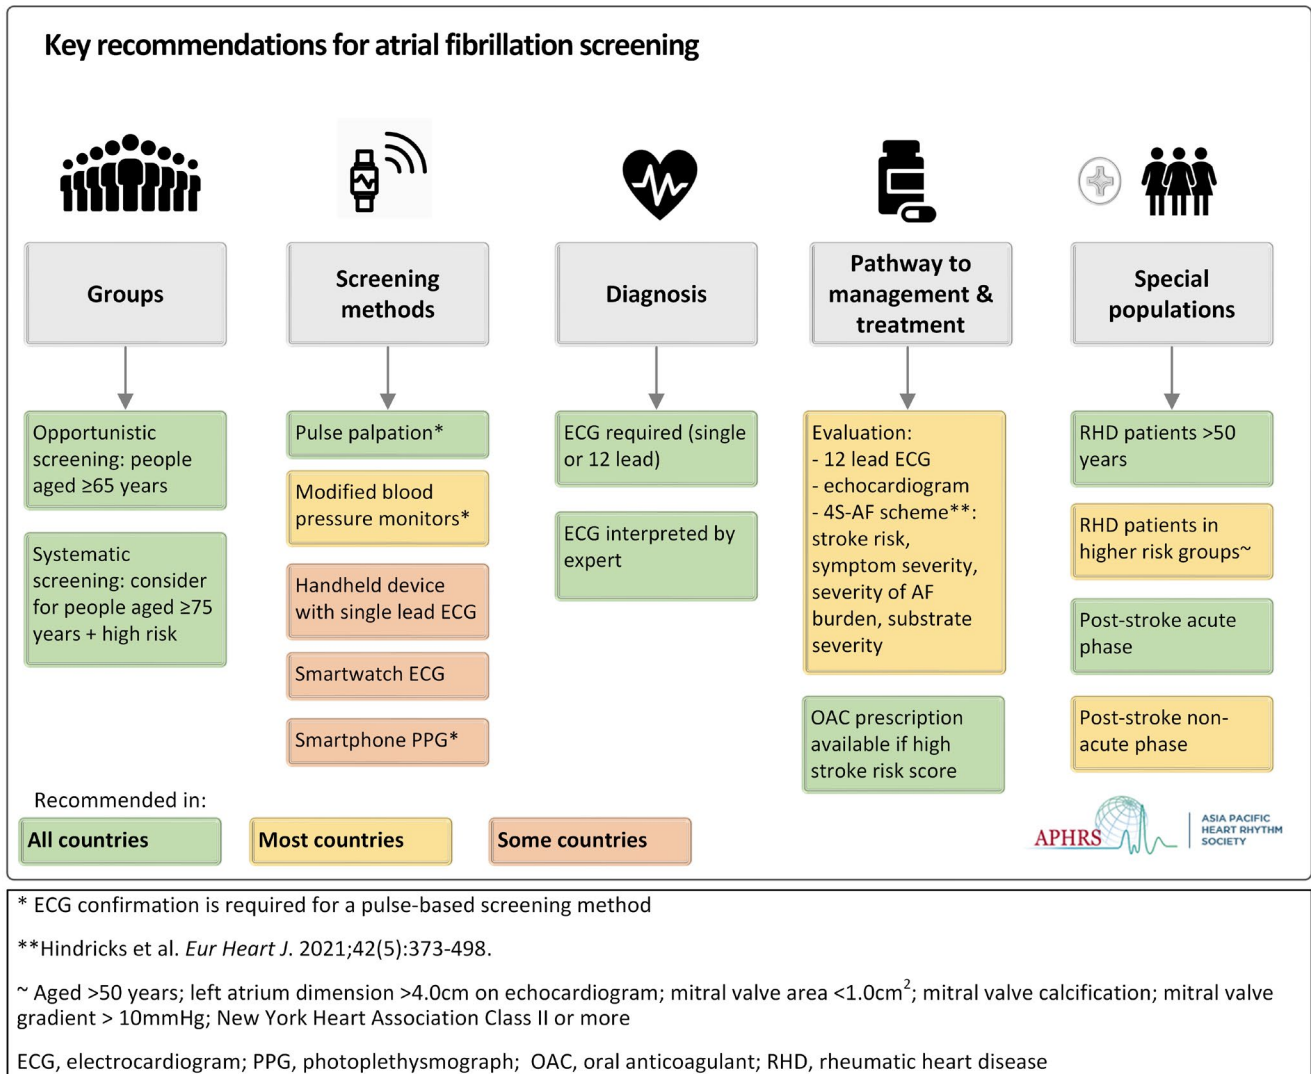 Key recommendations for atrial fibrillation screening
Groups
Opportunistic
screening: people
aged ≥65 years
Systematic
screening: consider
for people aged ≥75
years + high risk
Screening
methods
Pulse palpation*
Modified blood
pressure monitors*
Handheld device
with single lead ECG
Smartwatch ECG
Smartphone PPG*
Diagnosis
ECG required (single
or 12 lead)
ECG interpreted by
expert
Pathway to
management &
treatment
Evaluation:
- 12 lead ECG
- echocardiogram
- 4S-AF scheme**:
stroke risk,
symptom severity,
severity of AF
burden, substrate
severity
OAC prescription
available if high
stroke risk score
Special
populations
RHD patients >50
years
RHD patients in
higher risk groups~
Post-stroke acute
phase
Post-stroke non-
acute phase
Recommended in:
All countries
Most countries
Some countries
APHRS
ASIA PACIFIC
HEART RHYTHM
SOCIETY
* ECG confirmation is required for a pulse-based screening method
**Hindricks et al. Eur Heart J. 2021;42(5):373-498.
~ Aged >50 years; left atrium dimension >4.0cm on echocardiogram; mitral valve area <1.0cm²; mitral valve calcification; mitral valve
gradient > 10mmHg; New York Heart Association Class II or more
ECG, electrocardiogram; PPG, photoplethysmograph;  OAC, oral anticoagulant; RHD, rheumatic heart disease